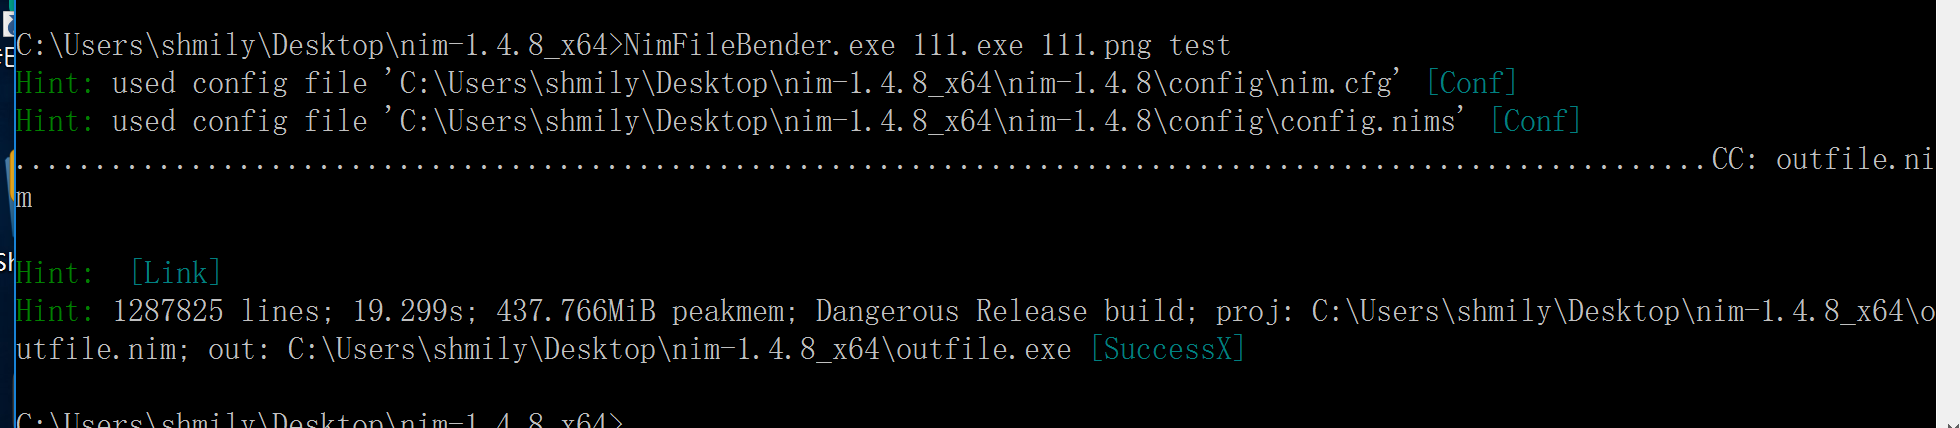 C:\Users\shmily\Desktop\nim-1.4.8_x64>NimFileBender.exe 111.exe 111.png test
Hint: used config file 'C:\Users\shmily\Desktop\nim-1.4.8_x64\nim-1.4.8\config\nim.cfg' [Conf]
Hint: used config file 'C:\Users\shmily\Desktop\nim-1.4.8_x64\nim-1.4.8\config\config.nims' [Conf]
..........................................................................................................CC: outfile.ni
m
Hint:  [Link]
Hint: 1287825 lines; 19.299s; 437.766MiB peakmem; Dangerous Release build; proj: C:\Users\shmily\Desktop\nim-1.4.8_x64\o
utfile.nim; out: C:\Users\shmily\Desktop\nim-1.4.8_x64\outfile.exe [SuccessX]
C:\Users\shmily\Desktop\nim-1.4.8_x64>